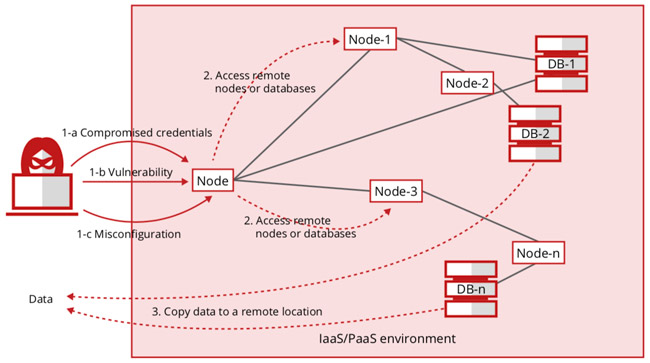 Node-1
DB-1
2. Access remote
nodes or databases
Node-2
DB-2
1-a Compromised credentials
1-b Vulnerability
Node
Node-3
1-c Misconfiguration
2. Access remote
nodes or databases
Node-n
DB-n
Data
3. Copy data to a remote location
IaaS/PaaS environment